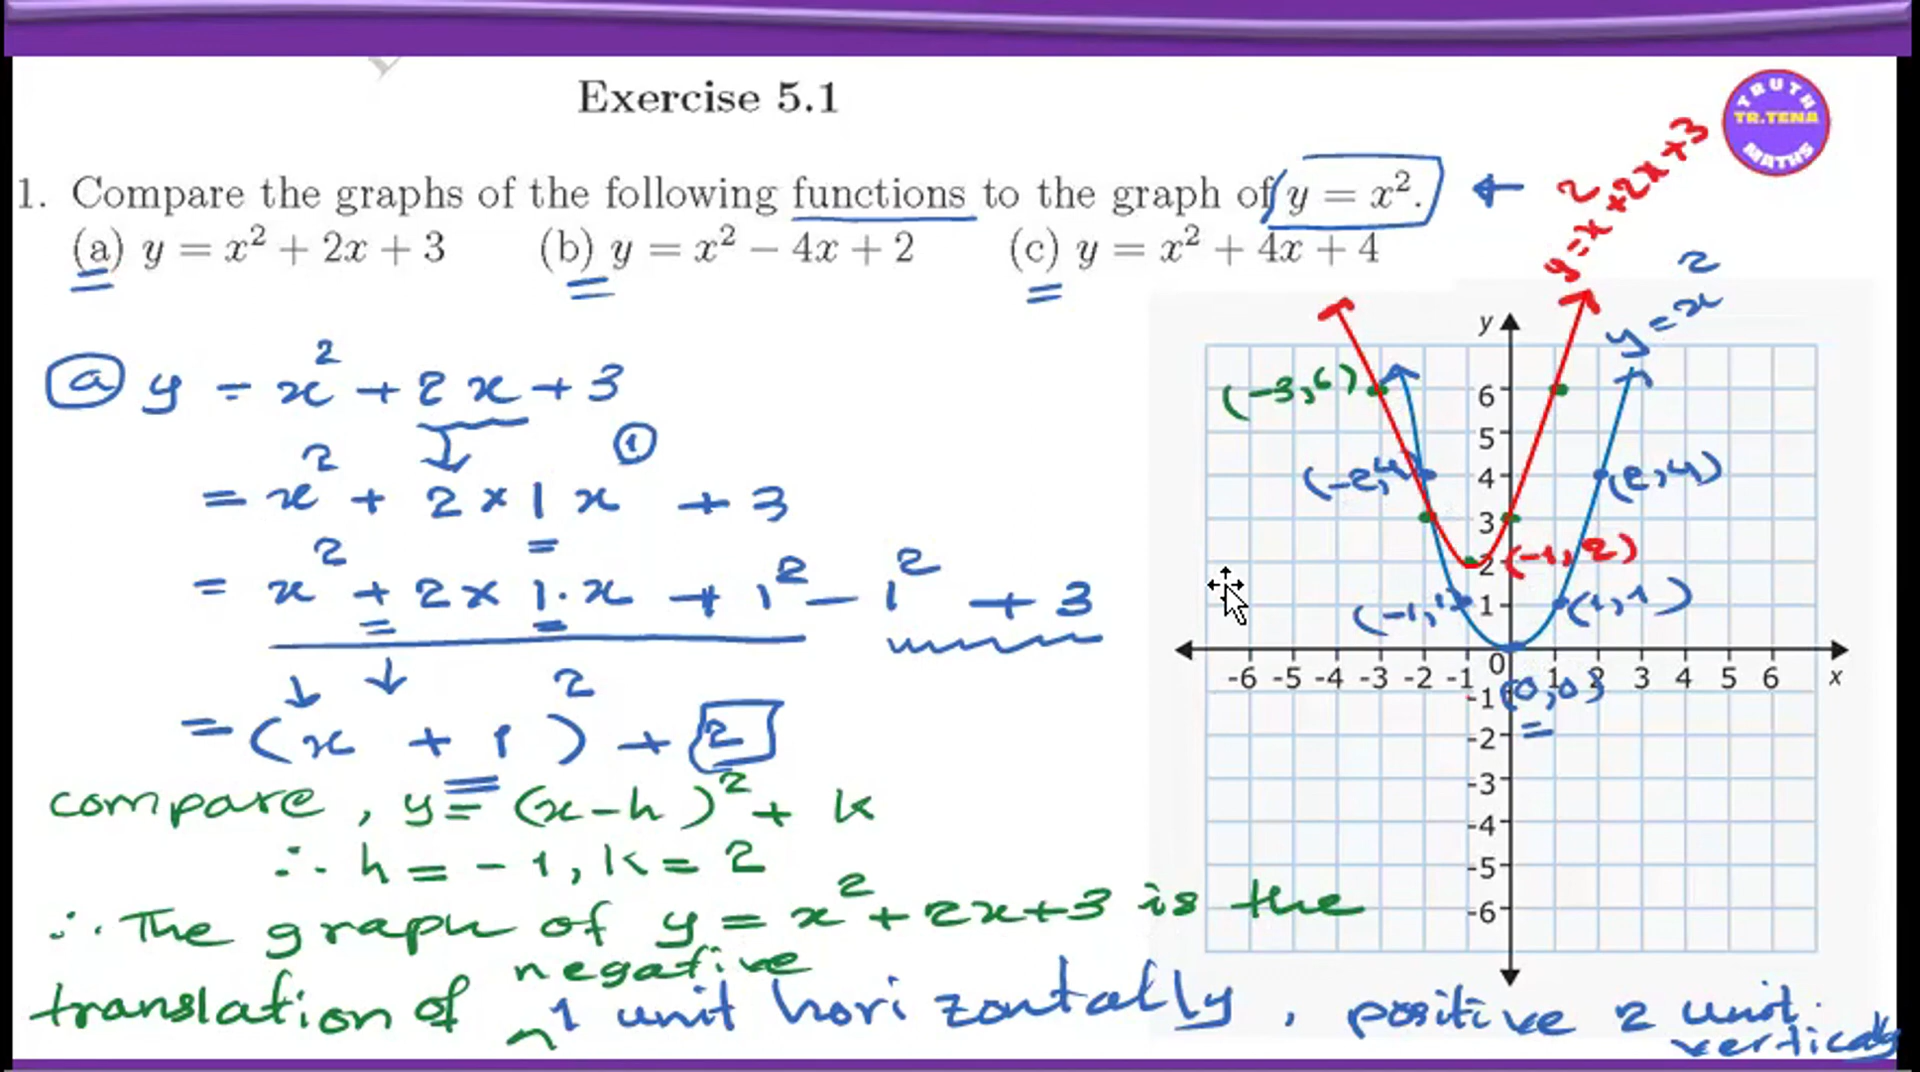 Exercise 5.1
TRUTH
TR.TENA
MATHS
1. Compare the graphs of the following functions to the graph of y = x². ←
(a) y = x² + 2x + 3 (b) y = x² − 4x + 2 (c) y = x² + 4x + 4
y = x² + 2x + 3
y = x²
(a) y = x² + 2x + 3
①
= x² + 2 × 1 x + 3
= x² + 2 × 1 . x + 1² − 1² + 3
= (x + 1)² + 2
compare, y = (x − h)² + k
∴ h = −1, k = 2
∴ The graph of y = x² + 2x + 3 is the
negative
translation of 1 unit horizontally, positive 2 unit
vertically
y
(−3,6) 6
5
(−2,4) 4 (2,4)
3
2 (−1,2)
(−1,1) 1 (1,1)
0
-6 -5 -4 -3 -2 -1 1 2 3 4 5 6 x
-1 (0,0)
-2
-3
-4
-5
-6